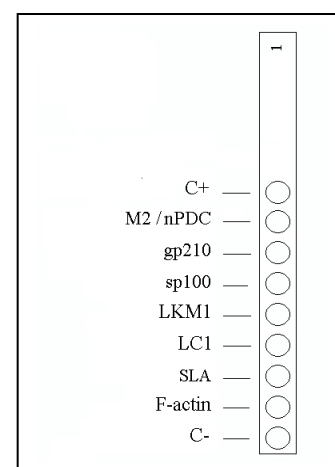 1
C+
M2 /nPDC
gp210
sp100
LKM1
LC1
SLA
F-actin
C-